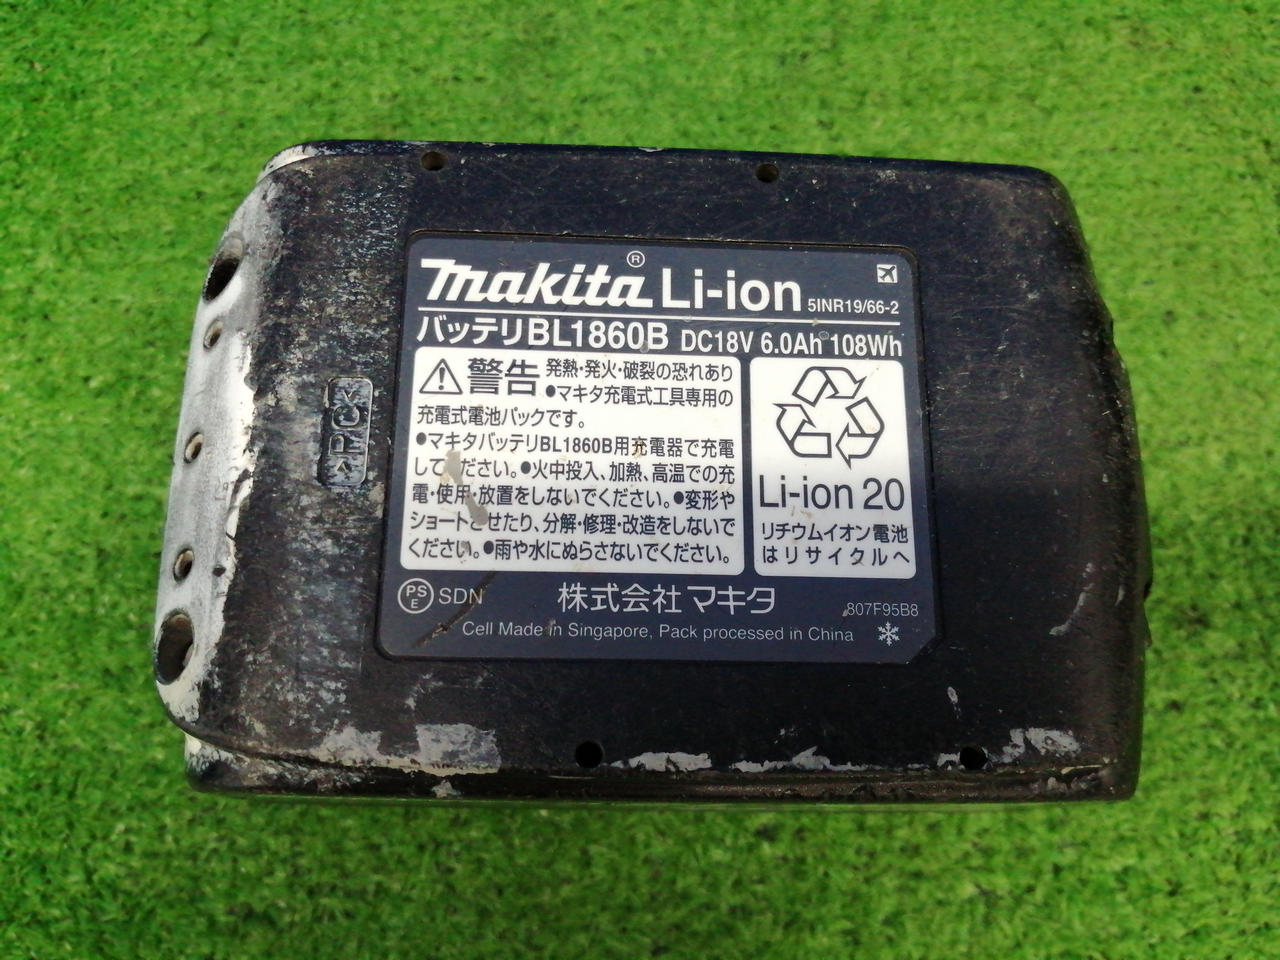 makita® Li-ion 5INR19/66-2
バッテリBL1860B DC18V 6.0Ah 108Wh
警告 発熱・発火・破裂の恐れあり
●マキタ充電式工具専用の
充電式電池パックです。
●マキタバッテリBL1860B用充電器で充電
してください。●火中投入、加熱、高温での充
電・使用・放置をしないでください。●変形や
ショートさせたり、分解・修理・改造をしないで
ください。●雨や水にぬらさないでください。
Li-ion 20
リチウムイオン電池
はリサイクルへ
PS
E
SDN
株式会社マキタ
807F95B8
Cell Made in Singapore, Pack processed in China
>PC<